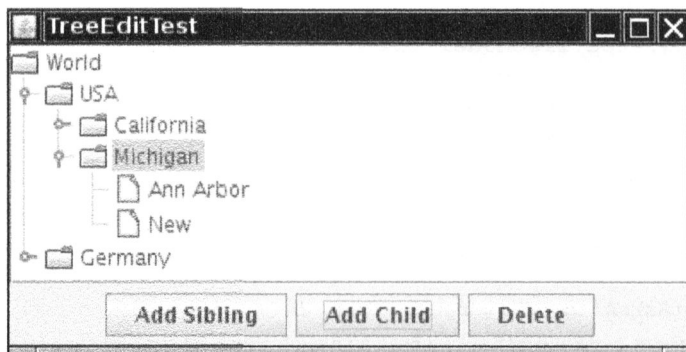 TreeEditTest
World
USA
California
Michigan
Ann Arbor
New
Germany
Add Sibling Add Child Delete